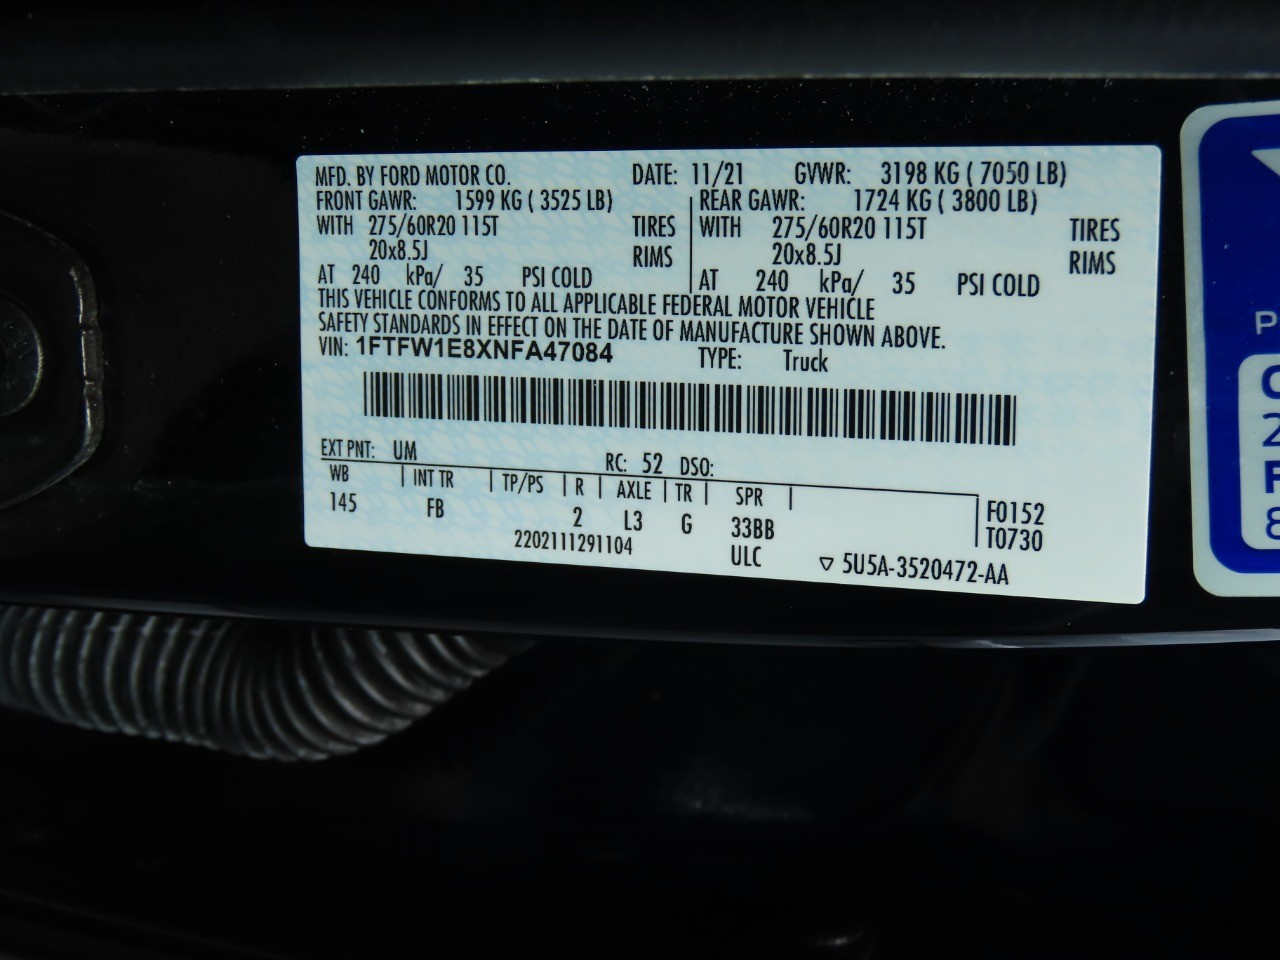 MFD. BY FORD MOTOR CO. DATE: 11/21 GVWR: 3198 KG ( 7050 LB)
FRONT GAWR: 1599 KG ( 3525 LB) REAR GAWR: 1724 KG ( 3800 LB)
WITH 275/60R20 115T TIRES WITH 275/60R20 115T TIRES
20x8.5J RIMS 20x8.5J RIMS
AT 240 kPa/ 35 PSI COLD AT 240 kPa/ 35 PSI COLD
THIS VEHICLE CONFORMS TO ALL APPLICABLE FEDERAL MOTOR VEHICLE
SAFETY STANDARDS IN EFFECT ON THE DATE OF MANUFACTURE SHOWN ABOVE.
VIN: 1FTFW1E8XNFA47084 TYPE: Truck
EXT PNT: UM RC: 52 DSO:
WB INT TR TP/PS R AXLE TR SPR
145 FB 2 L3 G 33BB F0152
2202111291104 ULC T0730
▽ 5U5A-3520472-AA